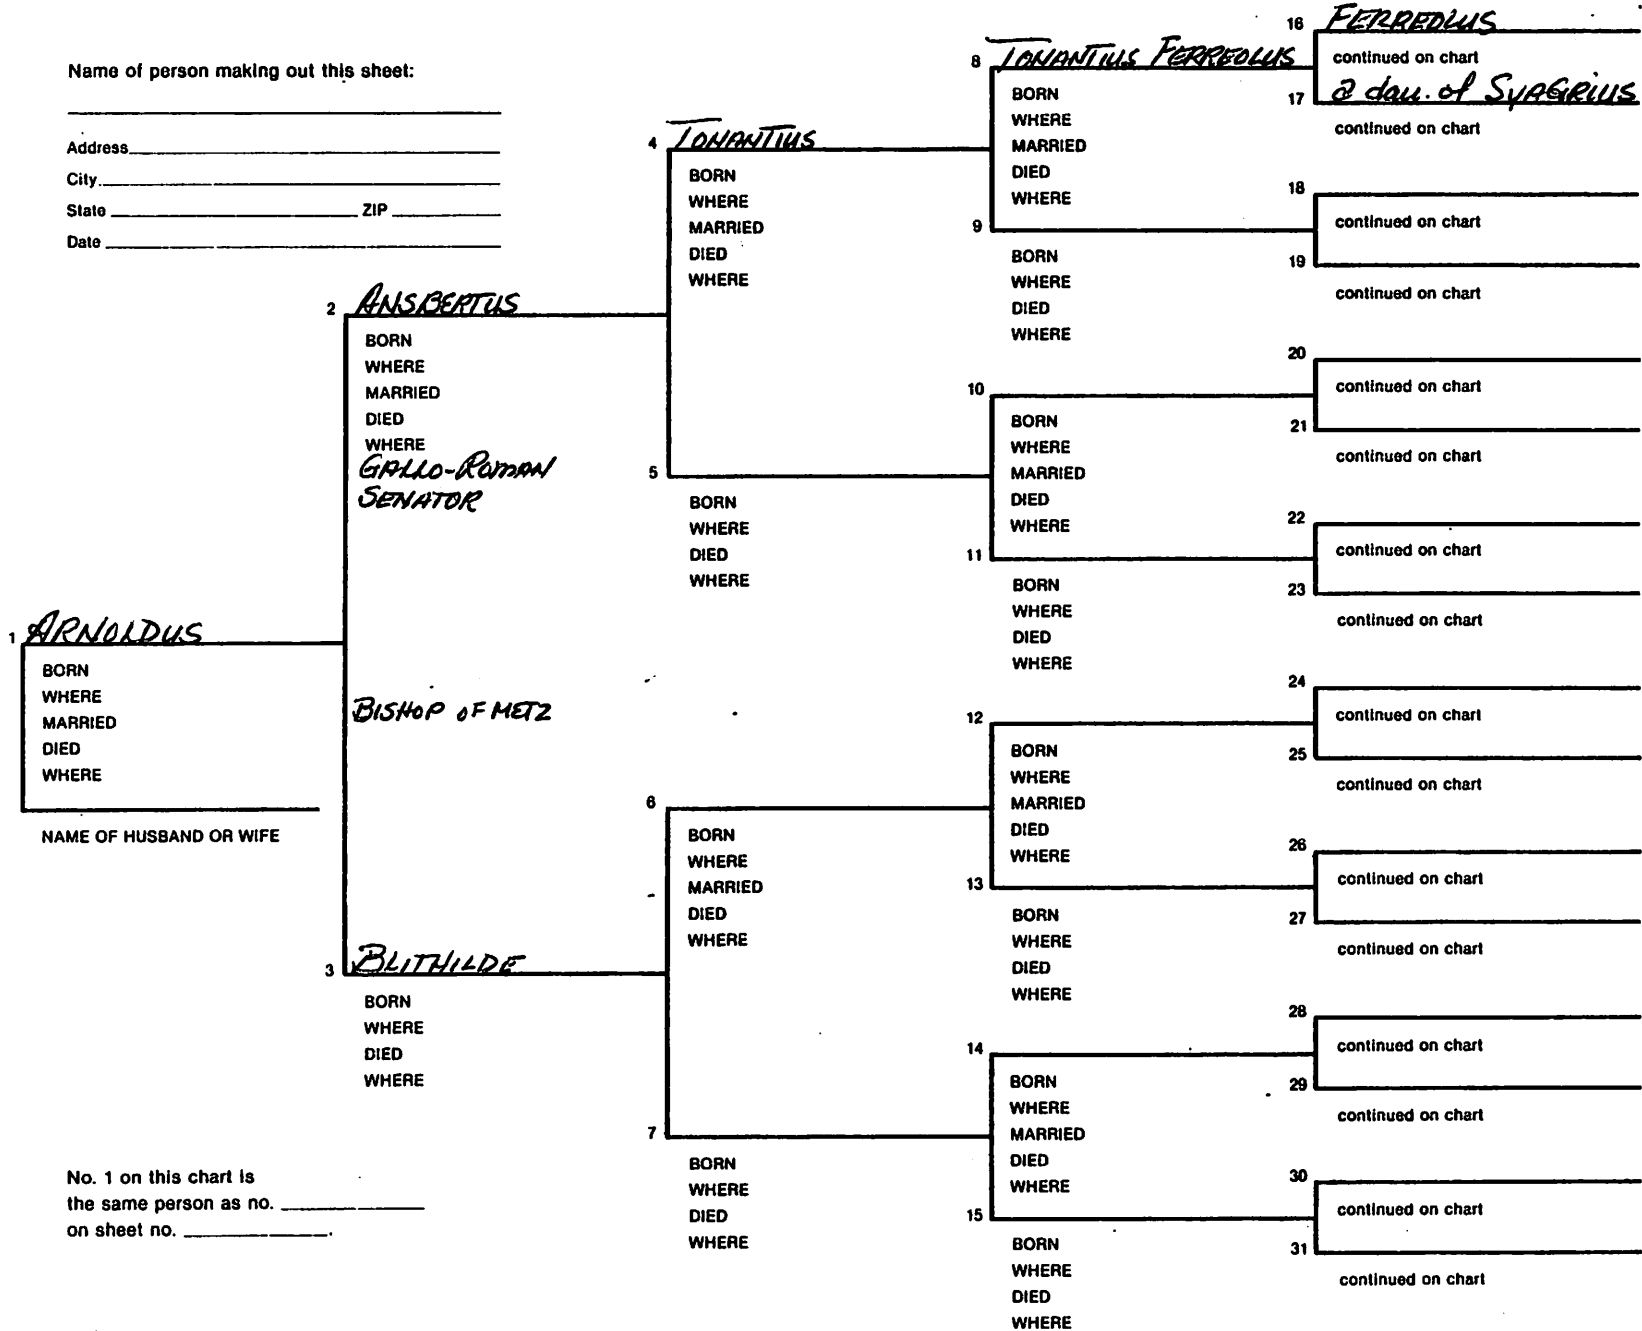 Name of person making out this sheet:
Address
City
State ZIP
Date
1 ARNOLDUS
BORN
WHERE
MARRIED
DIED
WHERE
NAME OF HUSBAND OR WIFE
No. 1 on this chart is
the same person as no.
on sheet no. .
2 ANSBERTUS
BORN
WHERE
MARRIED
DIED
WHERE
GALLO-ROMAN
SENATOR
BISHOP OF METZ
3 BLITHILDE
BORN
WHERE
DIED
WHERE
4 TONANTIUS
BORN
WHERE
MARRIED
DIED
WHERE
5
BORN
WHERE
DIED
WHERE
6
BORN
WHERE
MARRIED
DIED
WHERE
7
BORN
WHERE
DIED
WHERE
8 TONANTIUS FERREOLUS
BORN
WHERE
MARRIED
DIED
WHERE
9
BORN
WHERE
DIED
WHERE
10
BORN
WHERE
MARRIED
DIED
WHERE
11
BORN
WHERE
DIED
WHERE
12
BORN
WHERE
MARRIED
DIED
WHERE
13
BORN
WHERE
DIED
WHERE
14
BORN
WHERE
MARRIED
DIED
WHERE
15
BORN
WHERE
DIED
WHERE
16 FERREOLUS
continued on chart
17 a dau. of SYAGRIUS
continued on chart
18
continued on chart
19
continued on chart
20
continued on chart
21
continued on chart
22
continued on chart
23
continued on chart
24
continued on chart
25
continued on chart
26
continued on chart
27
continued on chart
28
continued on chart
29
continued on chart
30
continued on chart
31
continued on chart